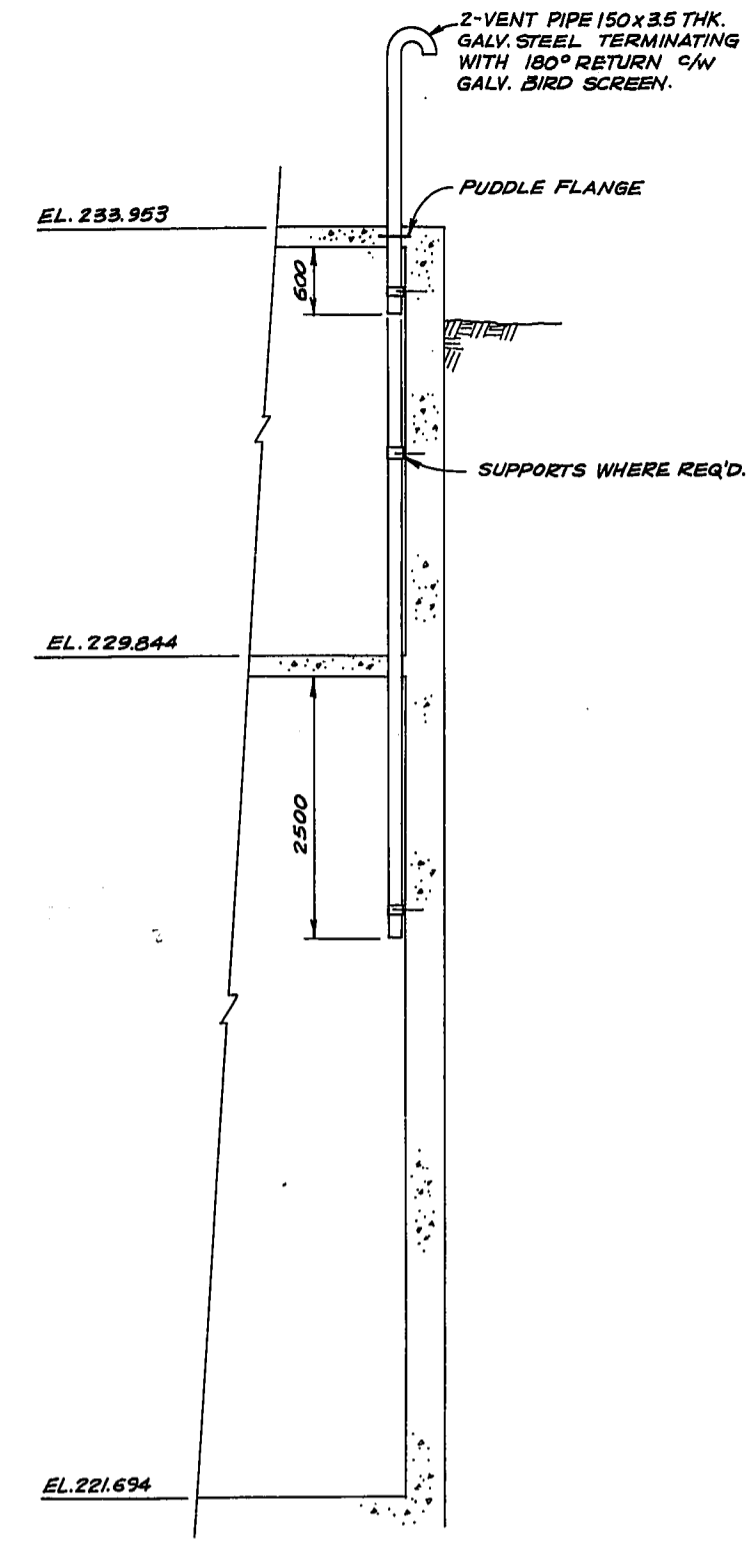 2-VENT PIPE 150x3.5 THK.
GALV. STEEL TERMINATING
WITH 180° RETURN C/W
GALV. BIRD SCREEN.
PUDDLE FLANGE
EL. 233.953
600
SUPPORTS WHERE REQ'D.
EL. 229.844
2500
EL. 221.694